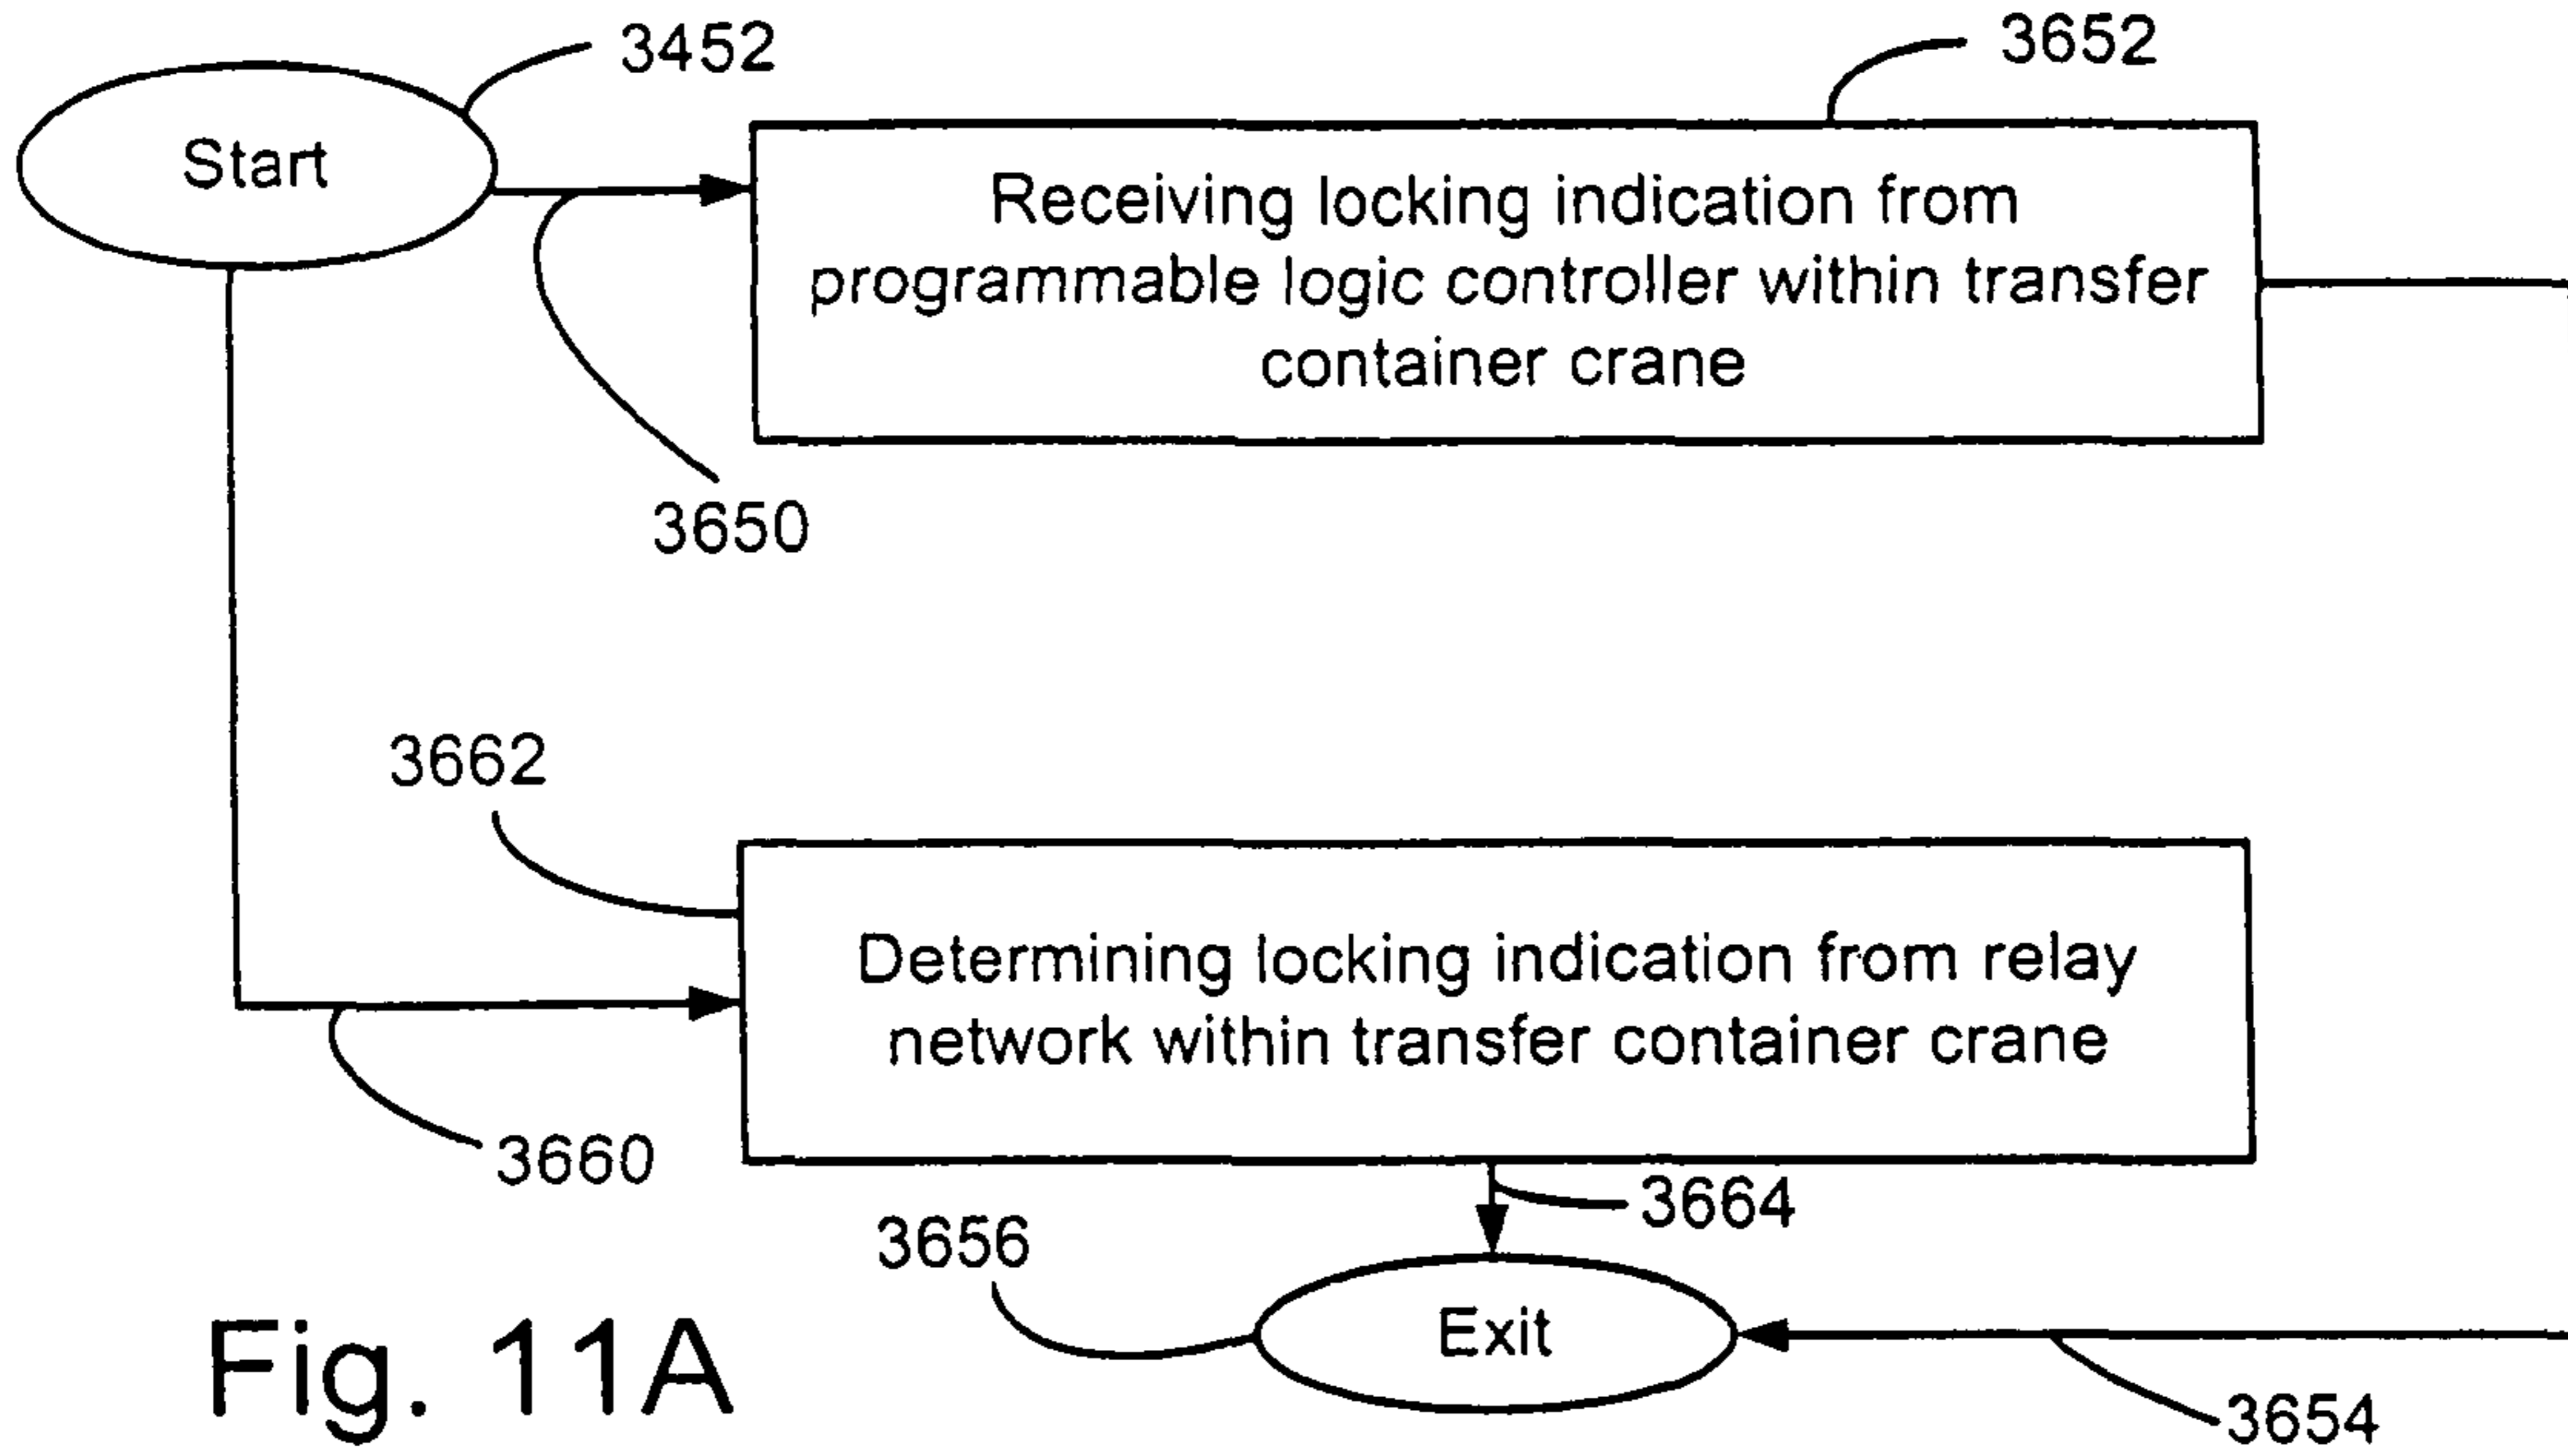 3452
3652
Start
Receiving locking indication from
programmable logic controller within transfer
container crane
3650
3662
Determining locking indication from relay
network within transfer container crane
3660
3664
3656
Exit
Fig. 11A
3654